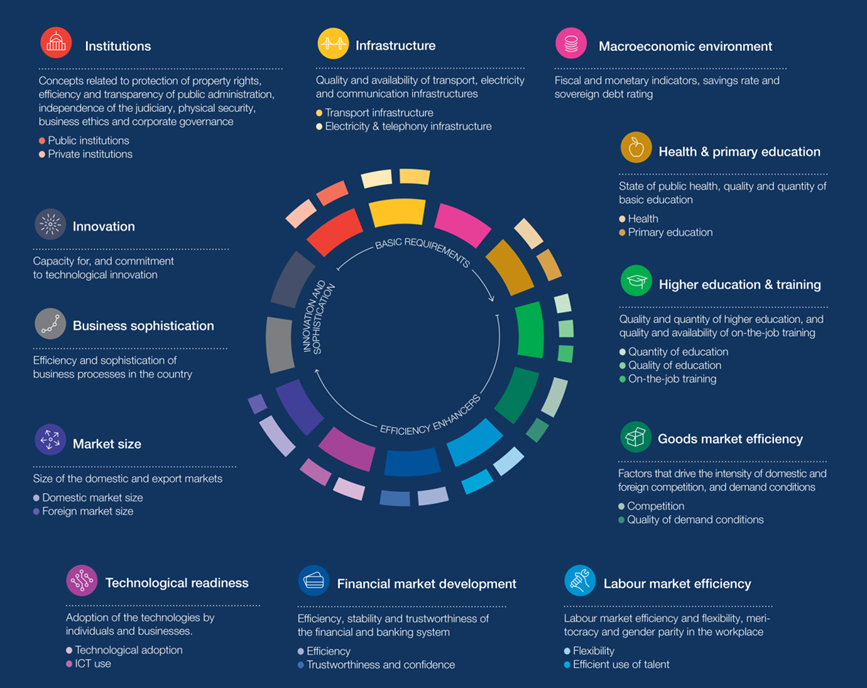 Institutions
Concepts related to protection of property rights,
efficiency and transparency of public administration,
independence of the judiciary, physical security,
business ethics and corporate governance
Public institutions
Private institutions
Infrastructure
Quality and availability of transport, electricity
and communication infrastructures
Transport infrastructure
Electricity & telephony infrastructure
Macroeconomic environment
Fiscal and monetary indicators, savings rate and
sovereign debt rating
Health & primary education
State of public health, quality and quantity of
basic education
Health
Primary education
Innovation
Capacity for, and commitment
to technological innovation
Business sophistication
Efficiency and sophistication of
business processes in the country
BASIC REQUIREMENTS
INNOVATION AND
SOPHISTICATION
EFFICIENCY ENHANCERS
Higher education & training
Quality and quantity of higher education, and
quality and availability of on-the-job training
Quantity of education
Quality of education
On-the-job training
Market size
Size of the domestic and export markets
Domestic market size
Foreign market size
Goods market efficiency
Factors that drive the intensity of domestic and
foreign competition, and demand conditions
Competition
Quality of demand conditions
Technological readiness
Adoption of the technologies by
individuals and businesses.
Technological adoption
ICT use
Financial market development
Efficiency, stability and trustworthiness of
the financial and banking system
Efficiency
Trustworthiness and confidence
Labour market efficiency
Labour market efficiency and flexibility, meri-
tocracy and gender parity in the workplace
Flexibility
Efficient use of talent